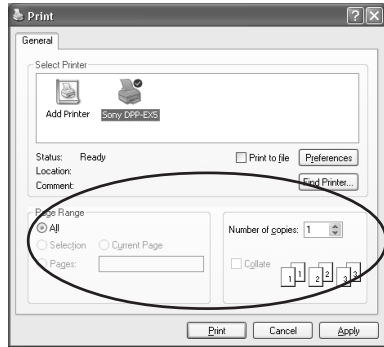 Print
General
Select Printer
Add Printer
Sony DPP-EX5
Status: Ready
Location:
Comment:
Print to file
Preferences
Find Printer...
Page Range
All
Selection
Current Page
Pages:
Number of copies: 1
Collate
1 1 2 2 3 3
Print
Cancel
Apply